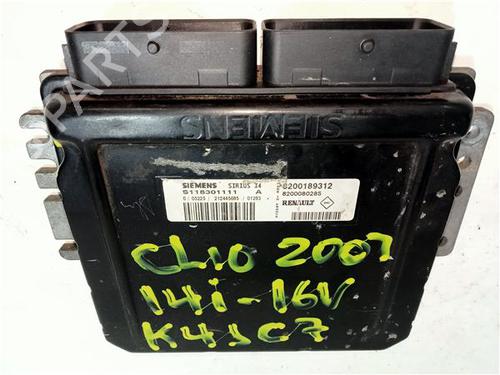 SIEMENS
SIEMENS SIRIUS 34
S118301111 A
8200189312
8200080285
RENAULT
CLIO 2007
14i-16V
K4JC7